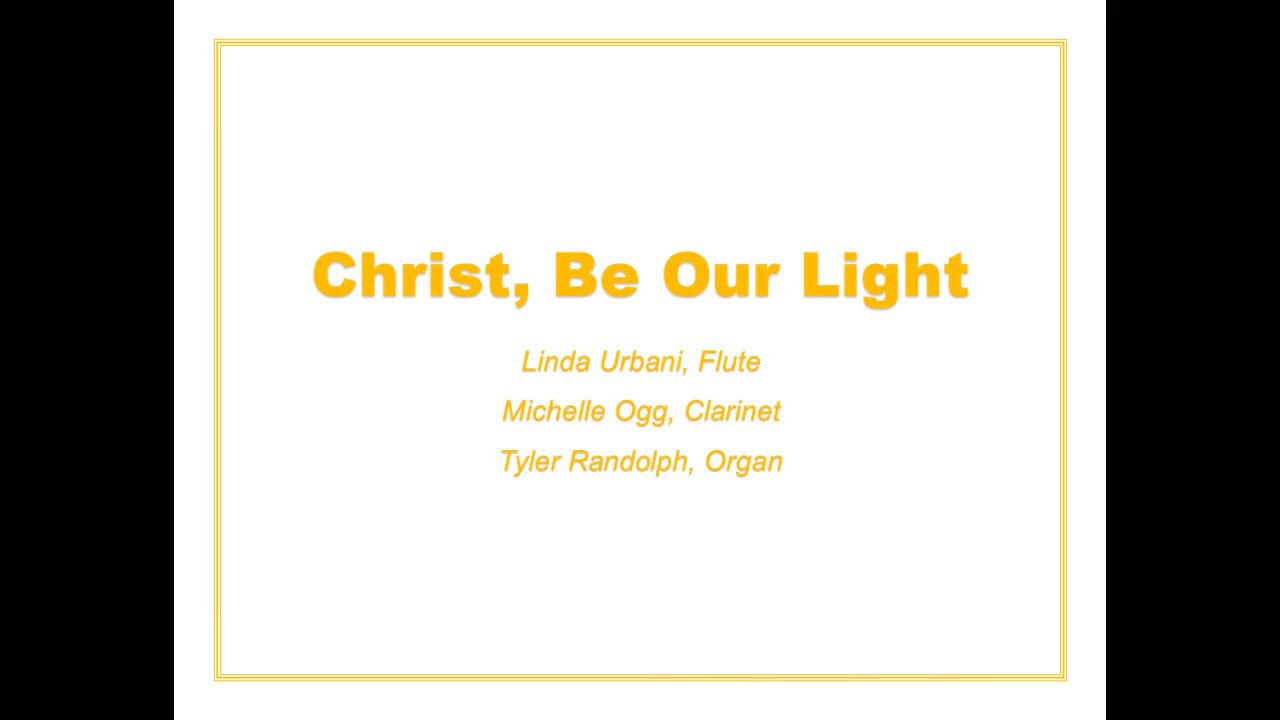 Christ, Be Our Light
Linda Urbani, Flute
Michelle Ogg, Clarinet
Tyler Randolph, Organ